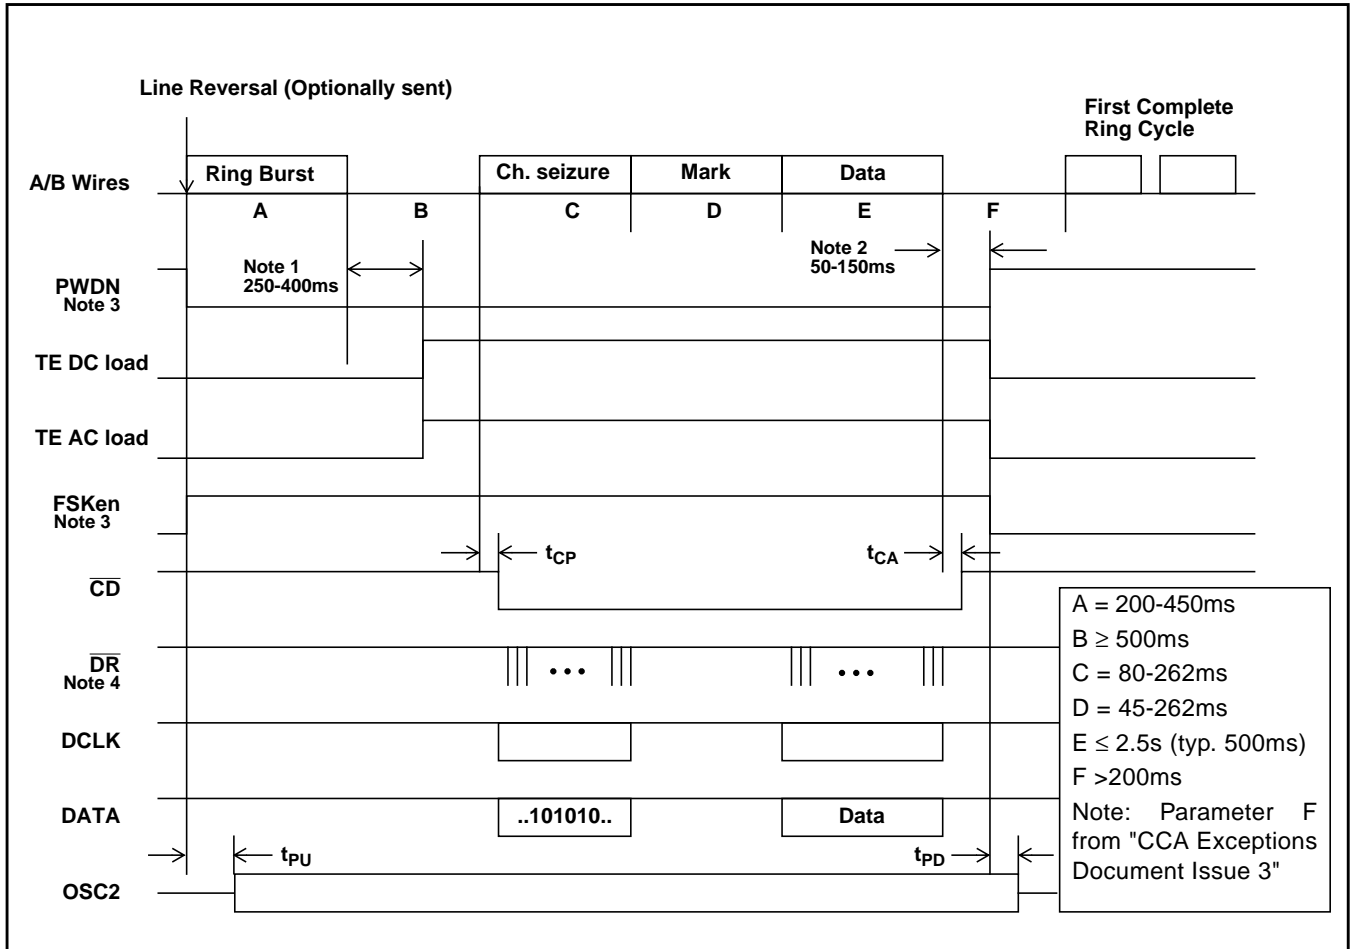 Line Reversal (Optionally sent)
First Complete
Ring Cycle
A/B Wires
Ring Burst
Ch. seizure
Mark
Data
A
B
C
D
E
F
Note 1
250-400ms
Note 2
50-150ms
PWDN
Note 3
TE DC load
TE AC load
FSKen
Note 3
tCP
tCA
CD
DR
Note 4
• • •
• • •
DCLK
DATA
..101010..
Data
tPU
tPD
OSC2
A = 200-450ms
B ≥ 500ms
C = 80-262ms
D = 45-262ms
E ≤ 2.5s (typ. 500ms)
F >200ms
Note: Parameter F
from "CCA Exceptions
Document Issue 3"